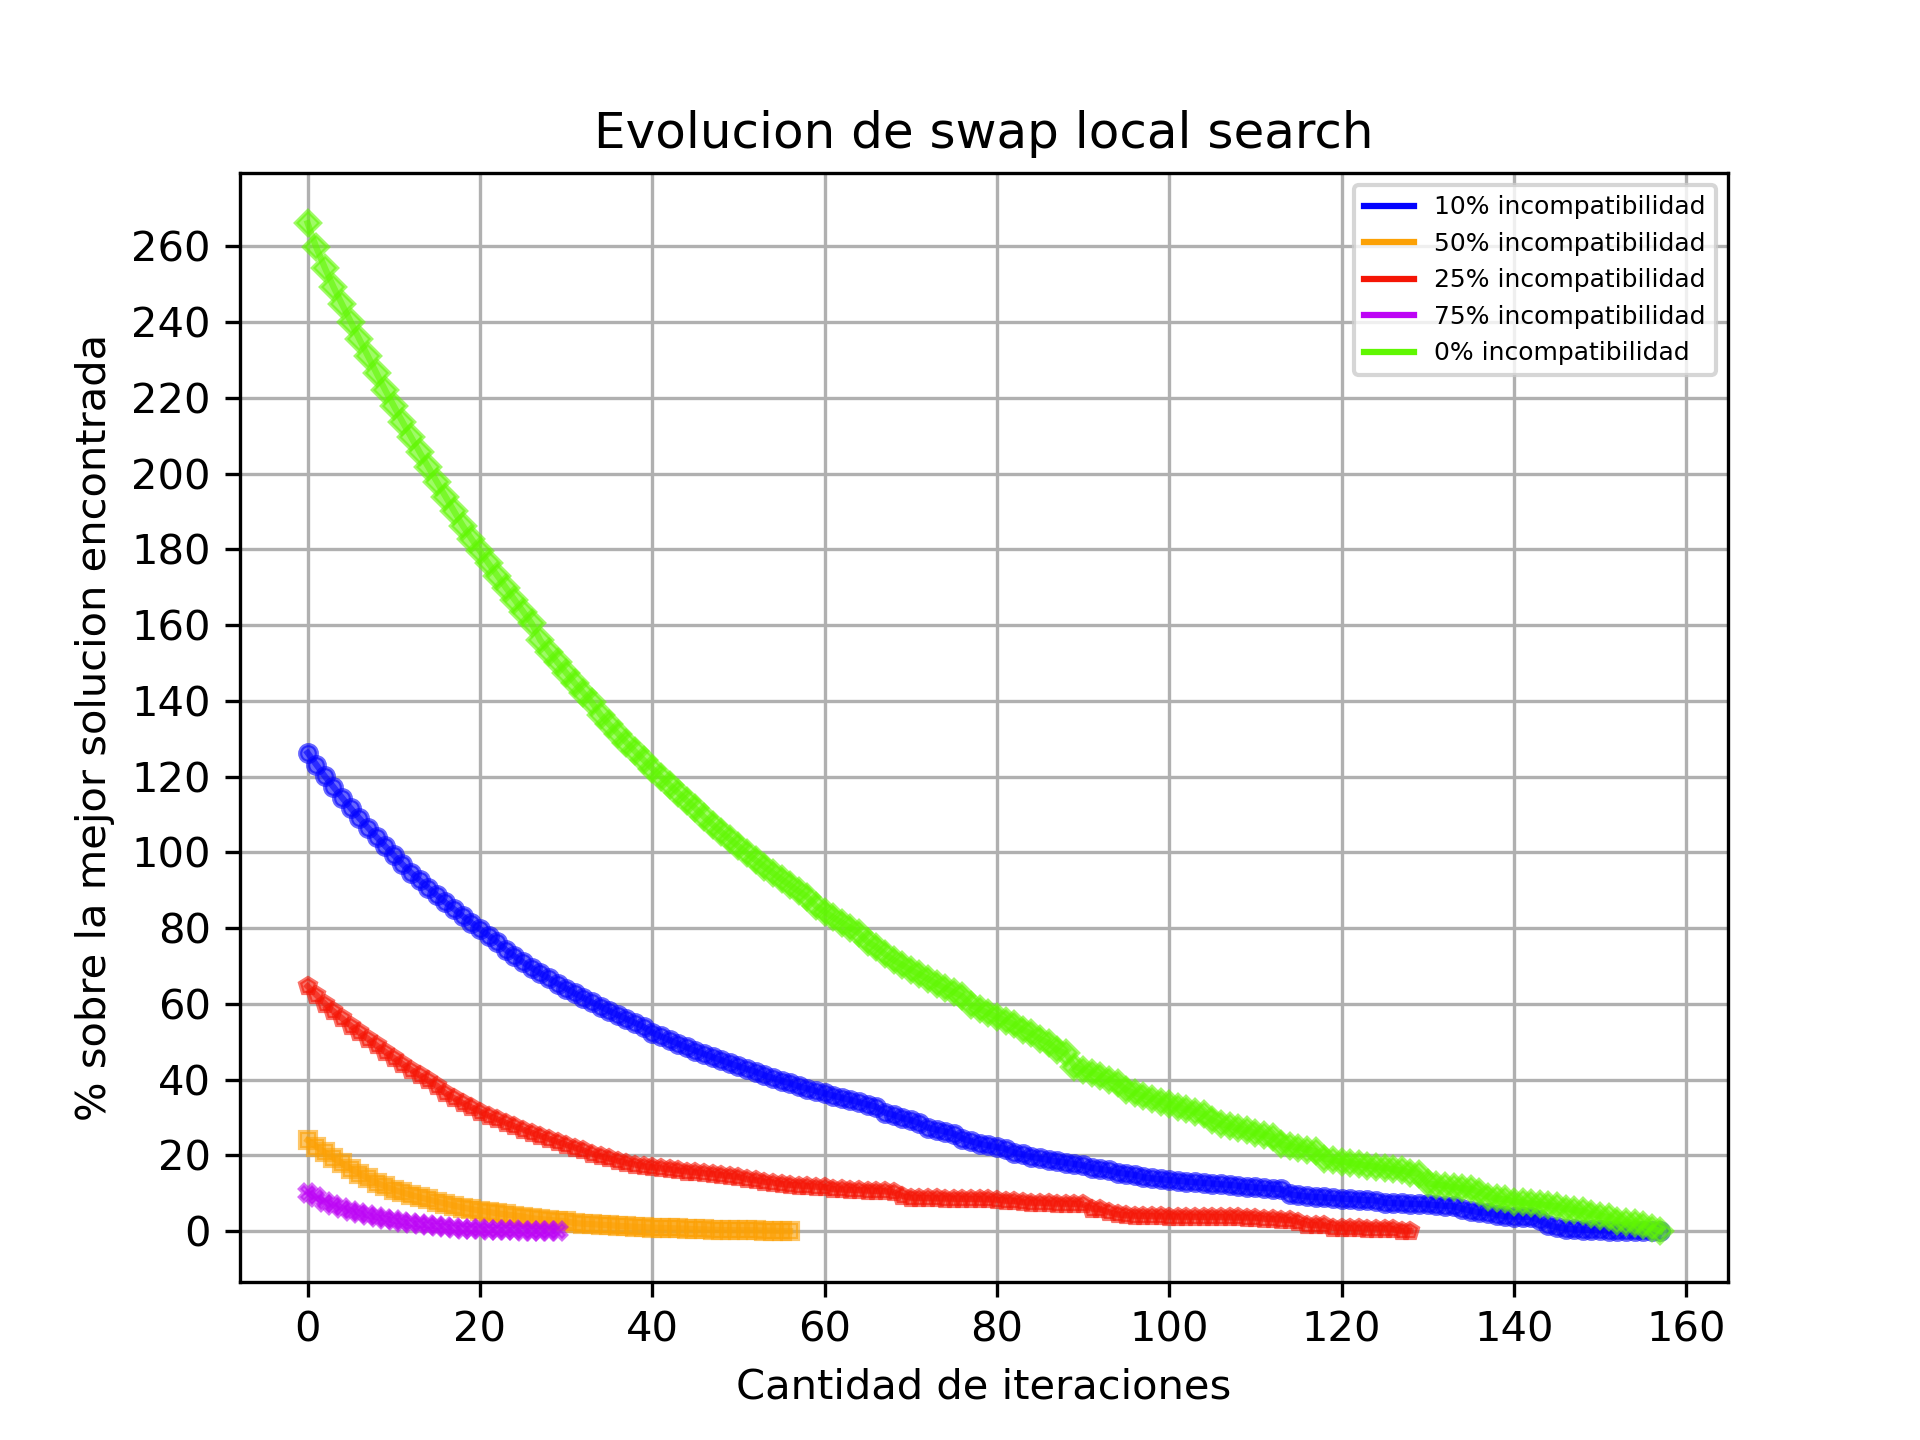 Evolucion de swap local search
% sobre la mejor solucion encontrada
260
240
220
200
180
160
140
120
100
80
60
40
20
0
10% incompatibilidad
50% incompatibilidad
25% incompatibilidad
75% incompatibilidad
0% incompatibilidad
0 20 40 60 80 100 120 140 160
Cantidad de iteraciones